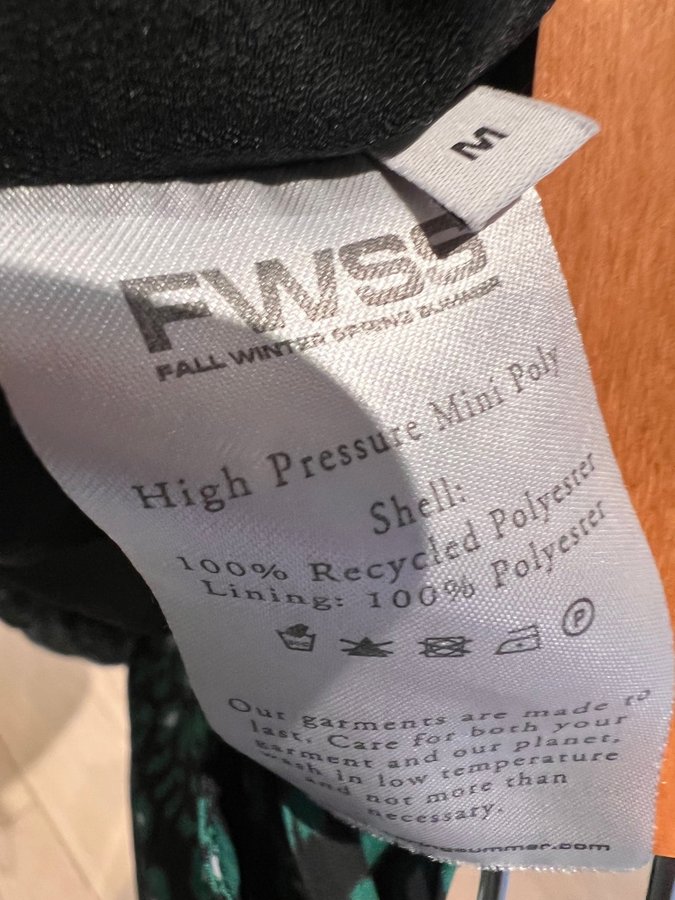 M
FWSS
FALL WINTER SPRING SUMMER
High Pressure Mini Poly
Shell:
100% Recycled Polyester
Lining: 100% Polyester
P
Our garments are made to
last. Care for both your
garment and our planet,
wash in low temperature
and not more than
necessary.